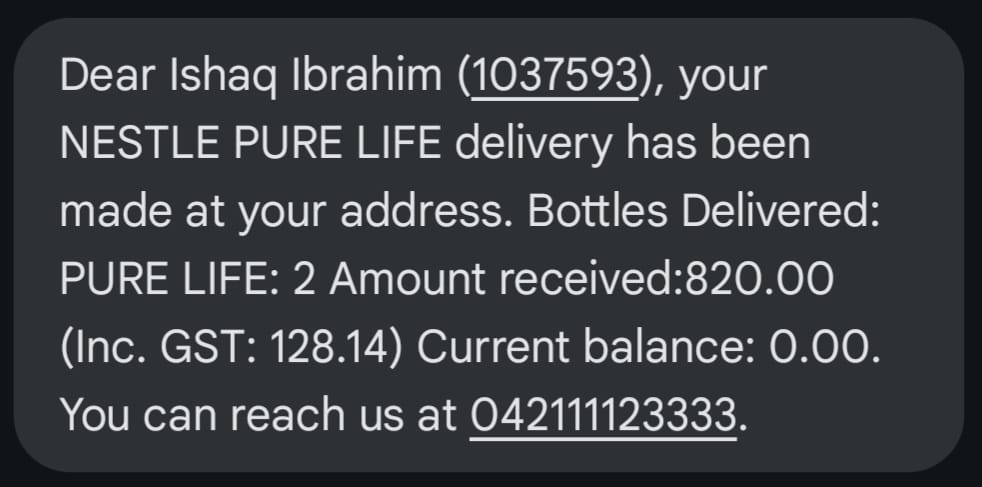 Dear Ishaq Ibrahim (1037593), your
NESTLE PURE LIFE delivery has been
made at your address. Bottles Delivered:
PURE LIFE: 2 Amount received:820.00
(Inc. GST: 128.14) Current balance: 0.00.
You can reach us at 042111123333.